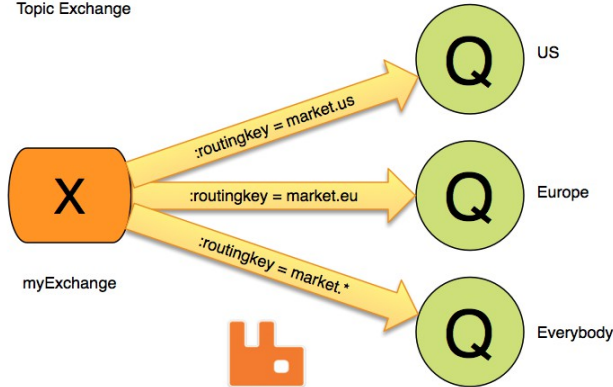 Topic Exchange
Q
US
:routingkey = market.us
X
:routingkey = market.eu
Q
Europe
myExchange
:routingkey = market.*
Q
Everybody